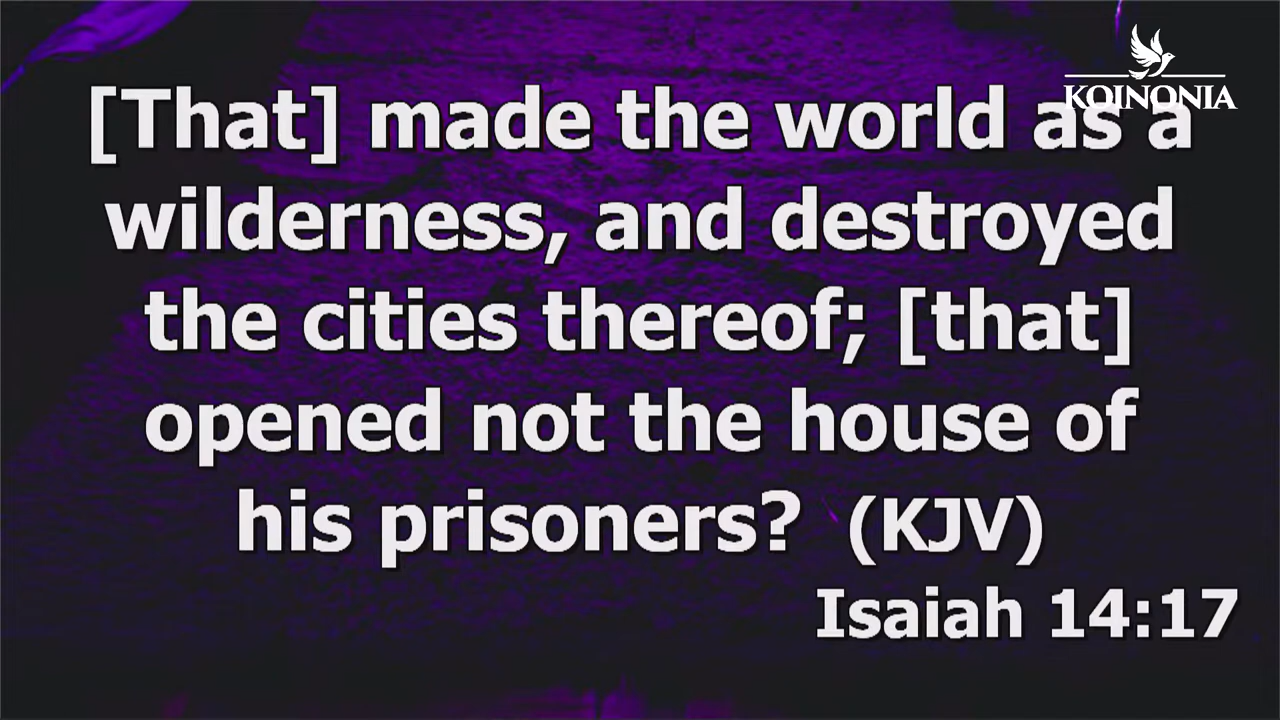 KOINONIA
[That] made the world as a
wilderness, and destroyed
the cities thereof; [that]
opened not the house of
his prisoners? (KJV)
Isaiah 14:17